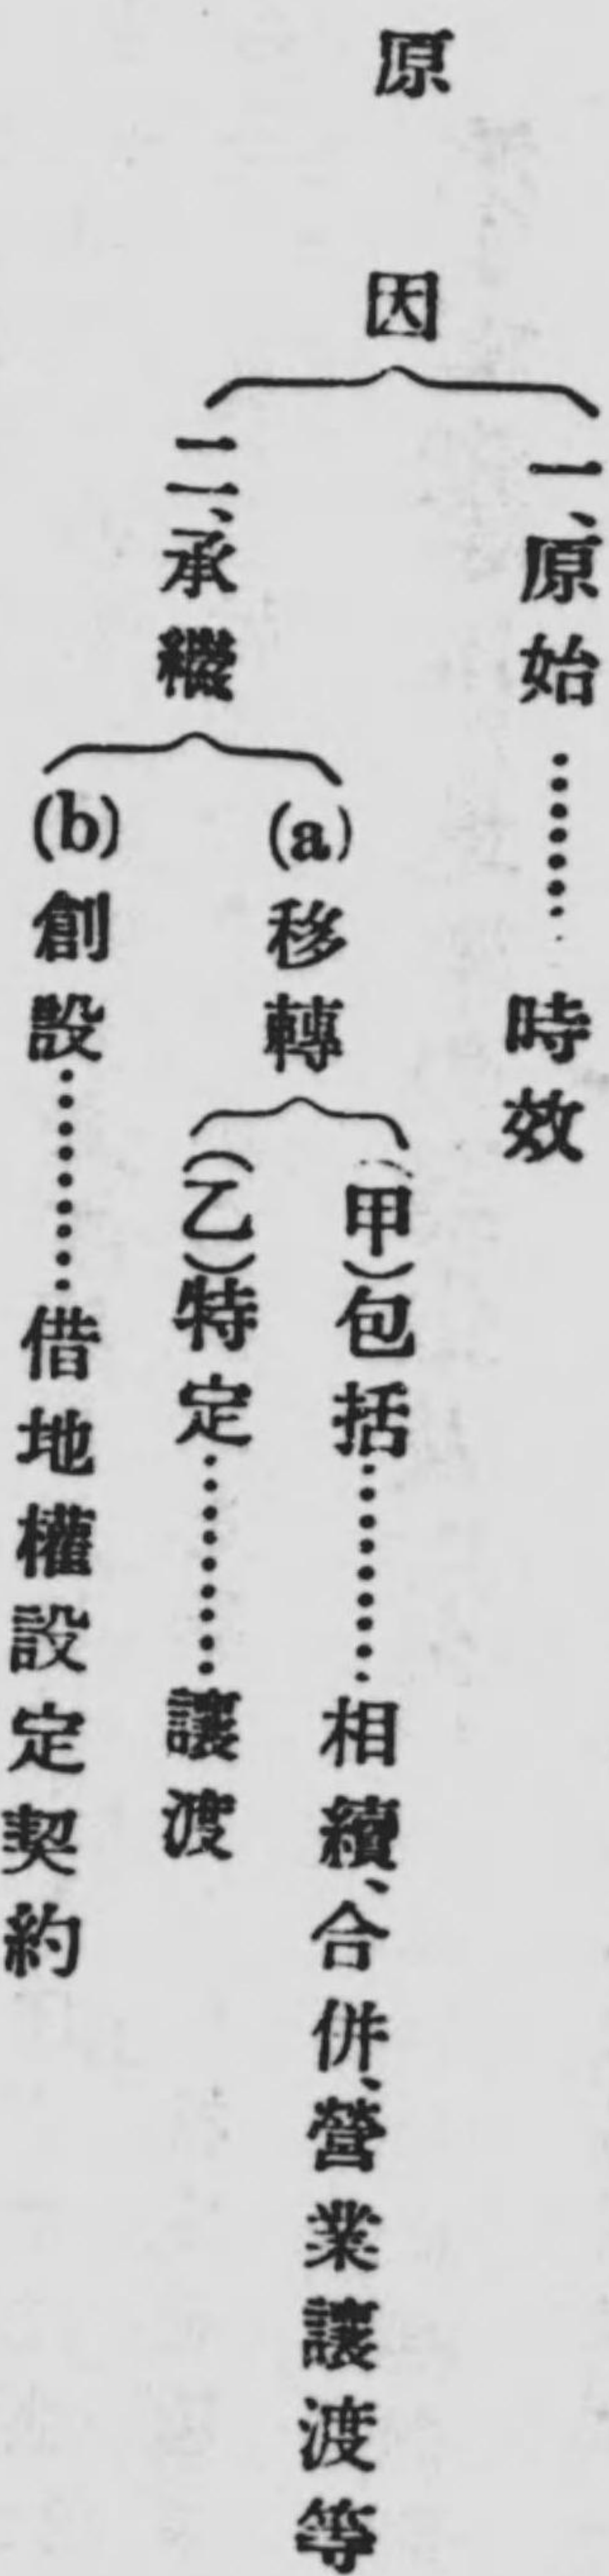 原因
一、原始………時效
二、承繼
(a)移轉
(甲)包括………相續、合併、營業讓渡等
(乙)特定………讓渡
(b)創設………借地權設定契約